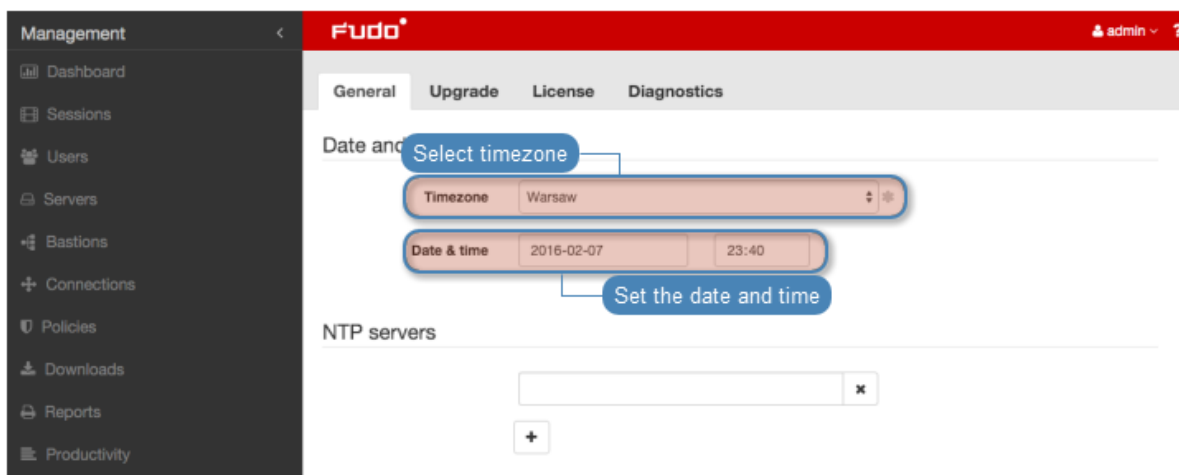 Management
Fudo
admin
?
Dashboard
Sessions
Users
Servers
Bastions
Connections
Policies
Downloads
Reports
Productivity
General Upgrade License Diagnostics
Date and
Select timezone
Timezone Warsaw
Date & time 2016-02-07 23:40
Set the date and time
NTP servers